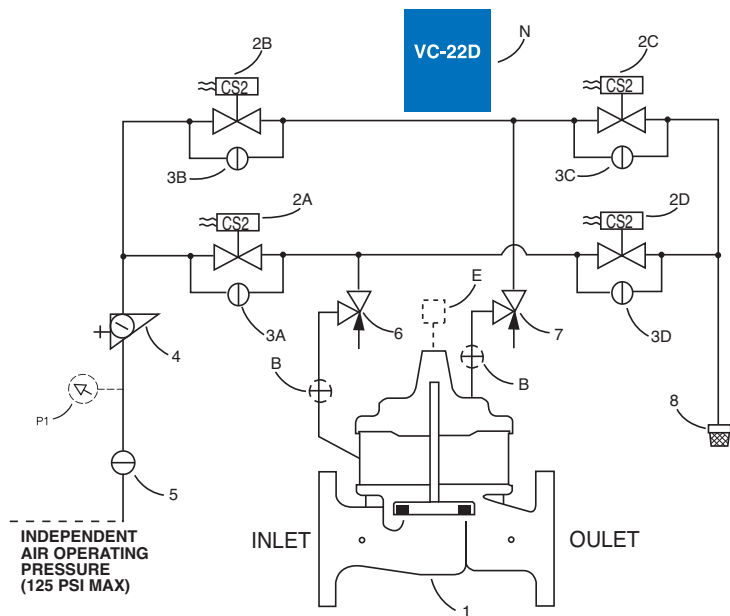 2B
N
2C
CS2
VC-22D
CS2
3B
3C
2A
2D
CS2
CS2
E
3A
6
7
3D
4
B
B
P1
8
5
INDEPENDENT
AIR OPERATING
PRESSURE
(125 PSI MAX)
INLET
OULET
1